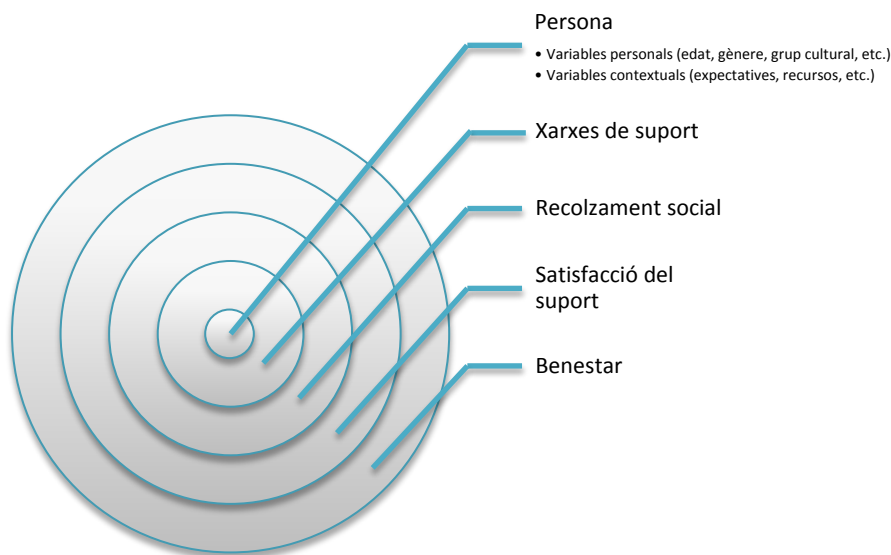 Persona
• Variables personals (edat, gènere, grup cultural, etc.)
• Variables contextuals (expectatives, recursos, etc.)
Xarxes de suport
Recolzament social
Satisfacció del
suport
Benestar